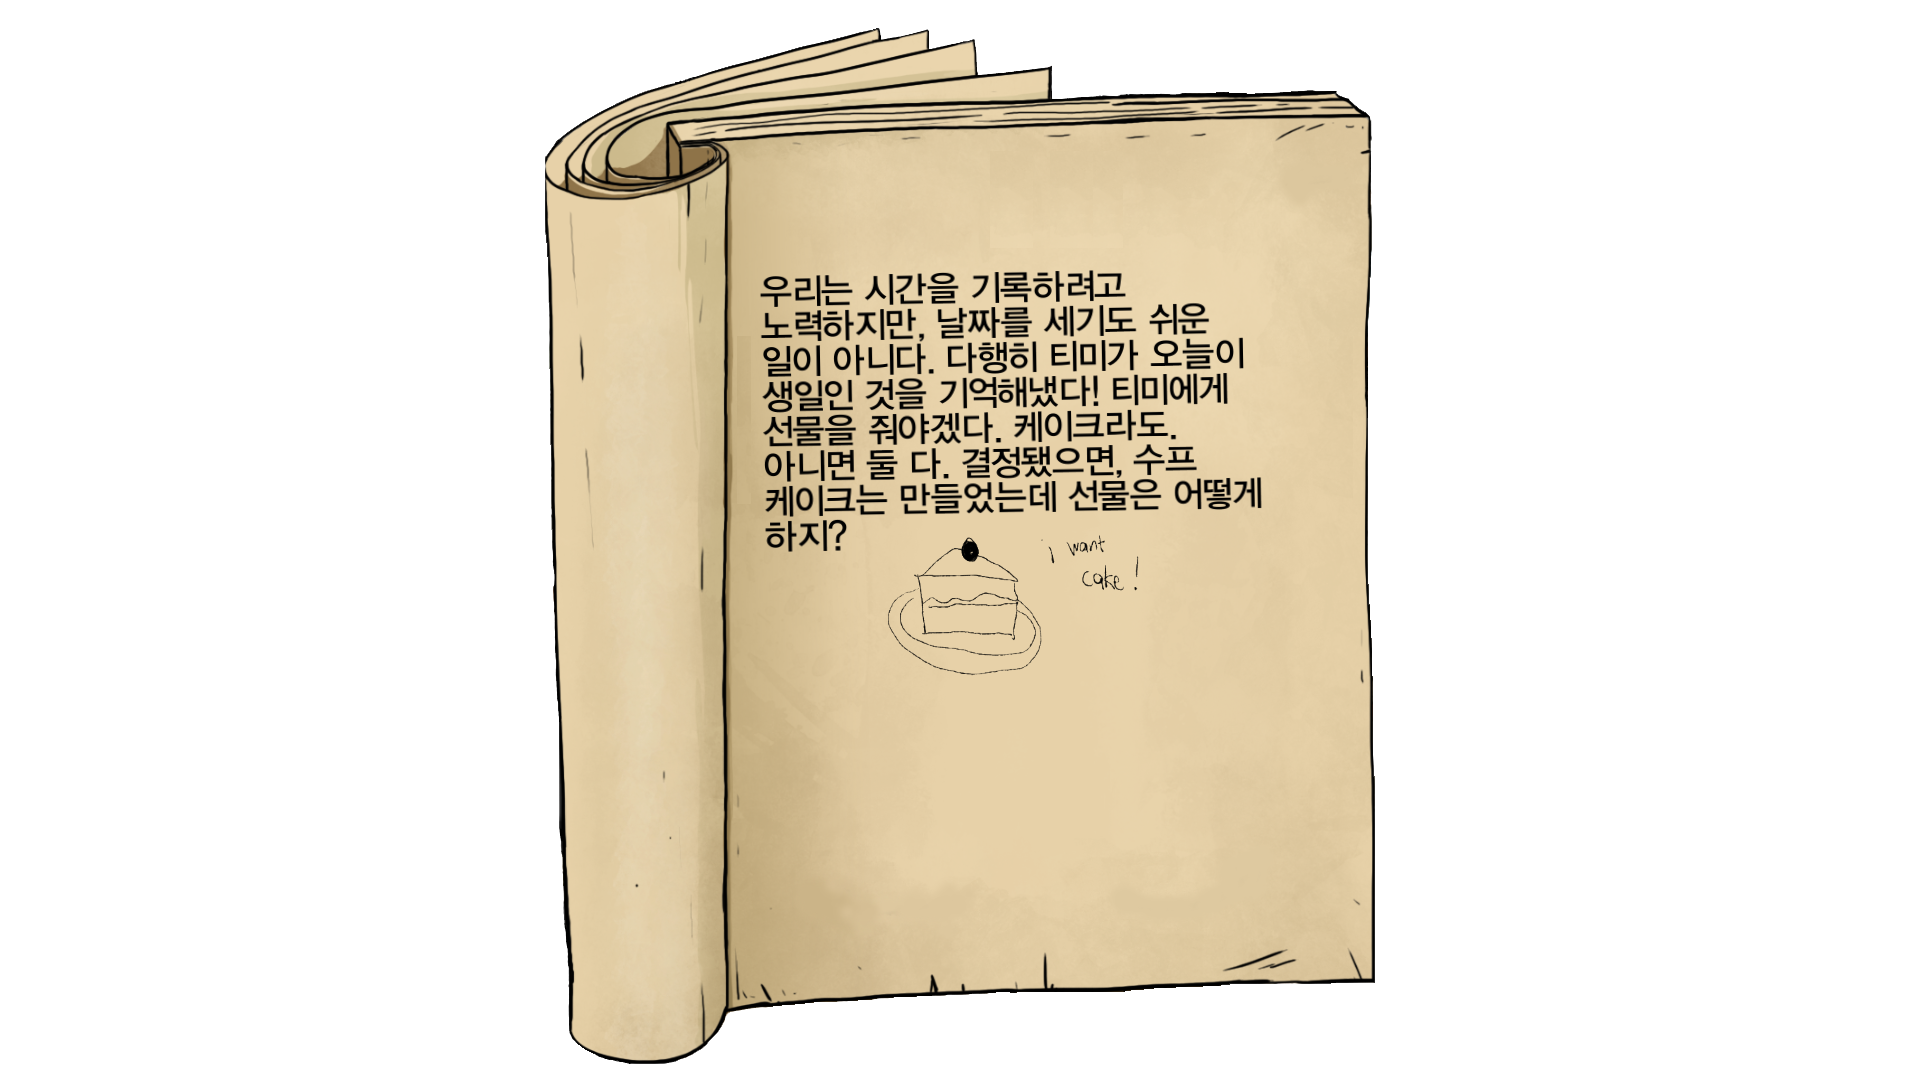 우리는 시간을 기록하려고
노력하지만, 날짜를 세기도 쉬운
일이 아니다. 다행히 티미가 오늘이
생일인 것을 기억해냈다! 티미에게
선물을 줘야겠다. 케이크라도.
아니면 둘 다. 결정됐으면, 수프
케이크는 만들었는데 선물은 어떻게
하지?
i want
cake!